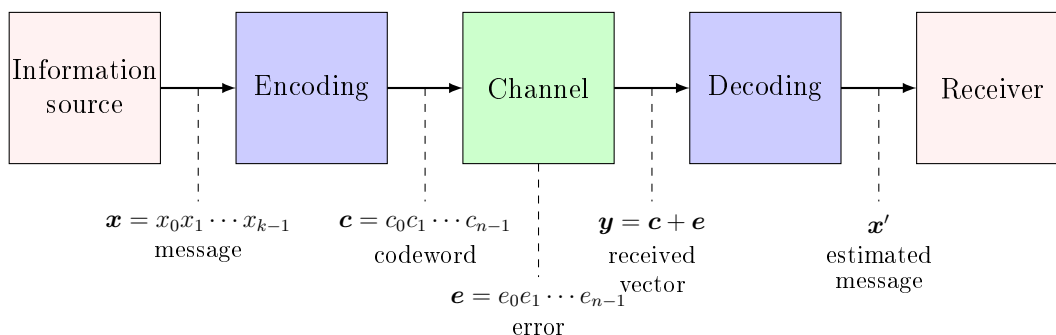 Information
source
Encoding
Channel
Decoding
Receiver
x = x₀x₁ ⋯ xₖ₋₁
message
c = c₀c₁ ⋯ cₙ₋₁
codeword
e = e₀e₁ ⋯ eₙ₋₁
error
y = c + e
received
vector
x′
estimated
message